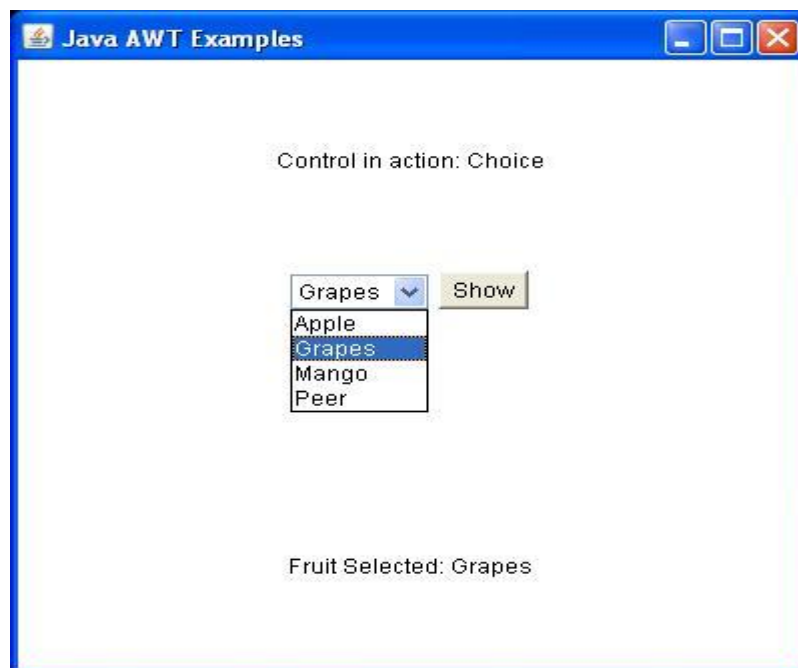 Java AWT Examples
Control in action: Choice
Grapes Show
Apple
Grapes
Mango
Peer
Fruit Selected: Grapes